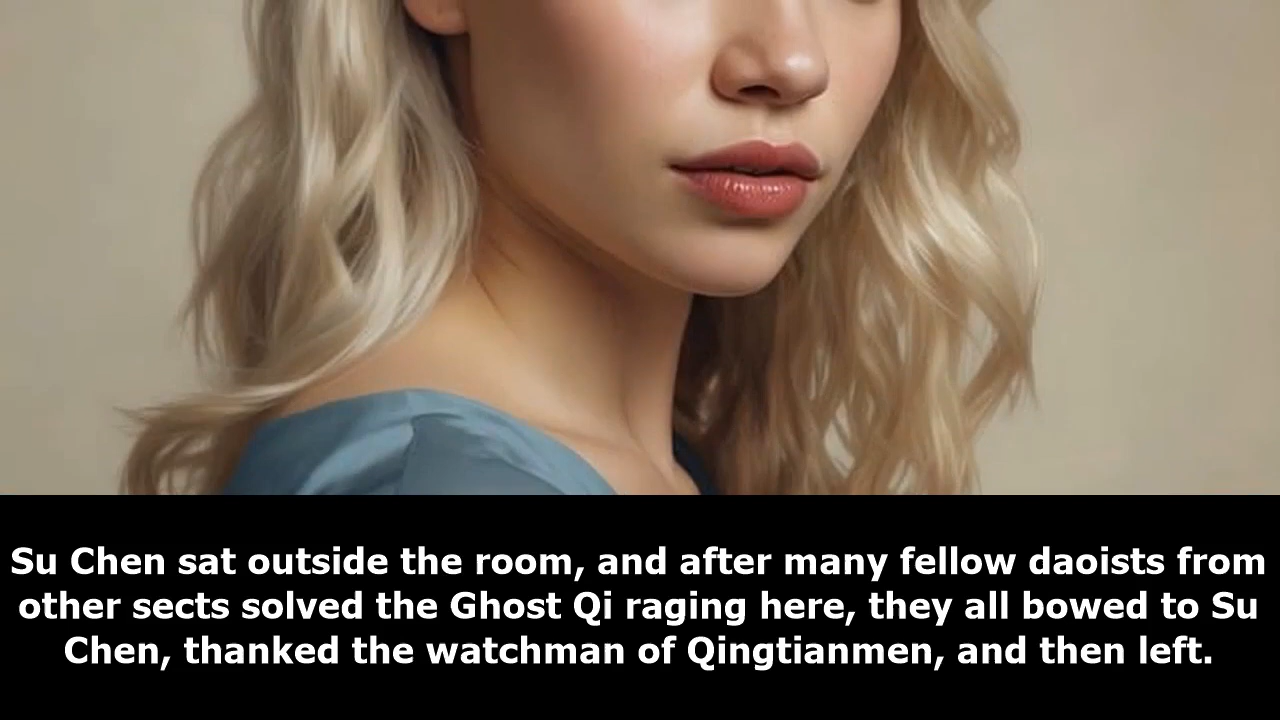 Su Chen sat outside the room, and after many fellow daoists from
other sects solved the Ghost Qi raging here, they all bowed to Su
Chen, thanked the watchman of Qingtianmen, and then left.